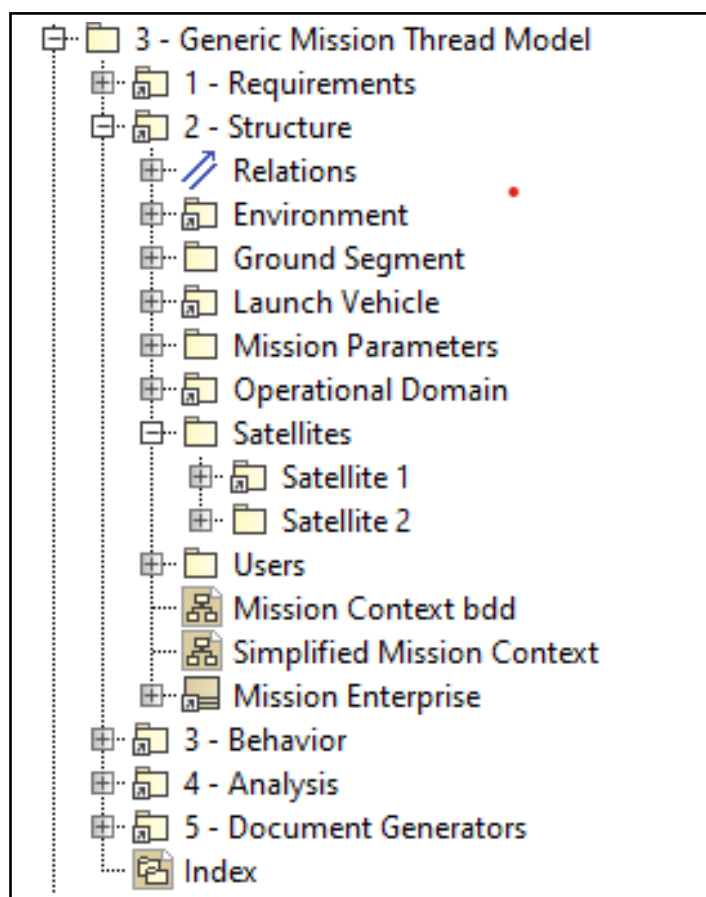 3 - Generic Mission Thread Model
1 - Requirements
2 - Structure
Relations
Environment
Ground Segment
Launch Vehicle
Mission Parameters
Operational Domain
Satellites
Satellite 1
Satellite 2
Users
Mission Context bdd
Simplified Mission Context
Mission Enterprise
3 - Behavior
4 - Analysis
5 - Document Generators
Index